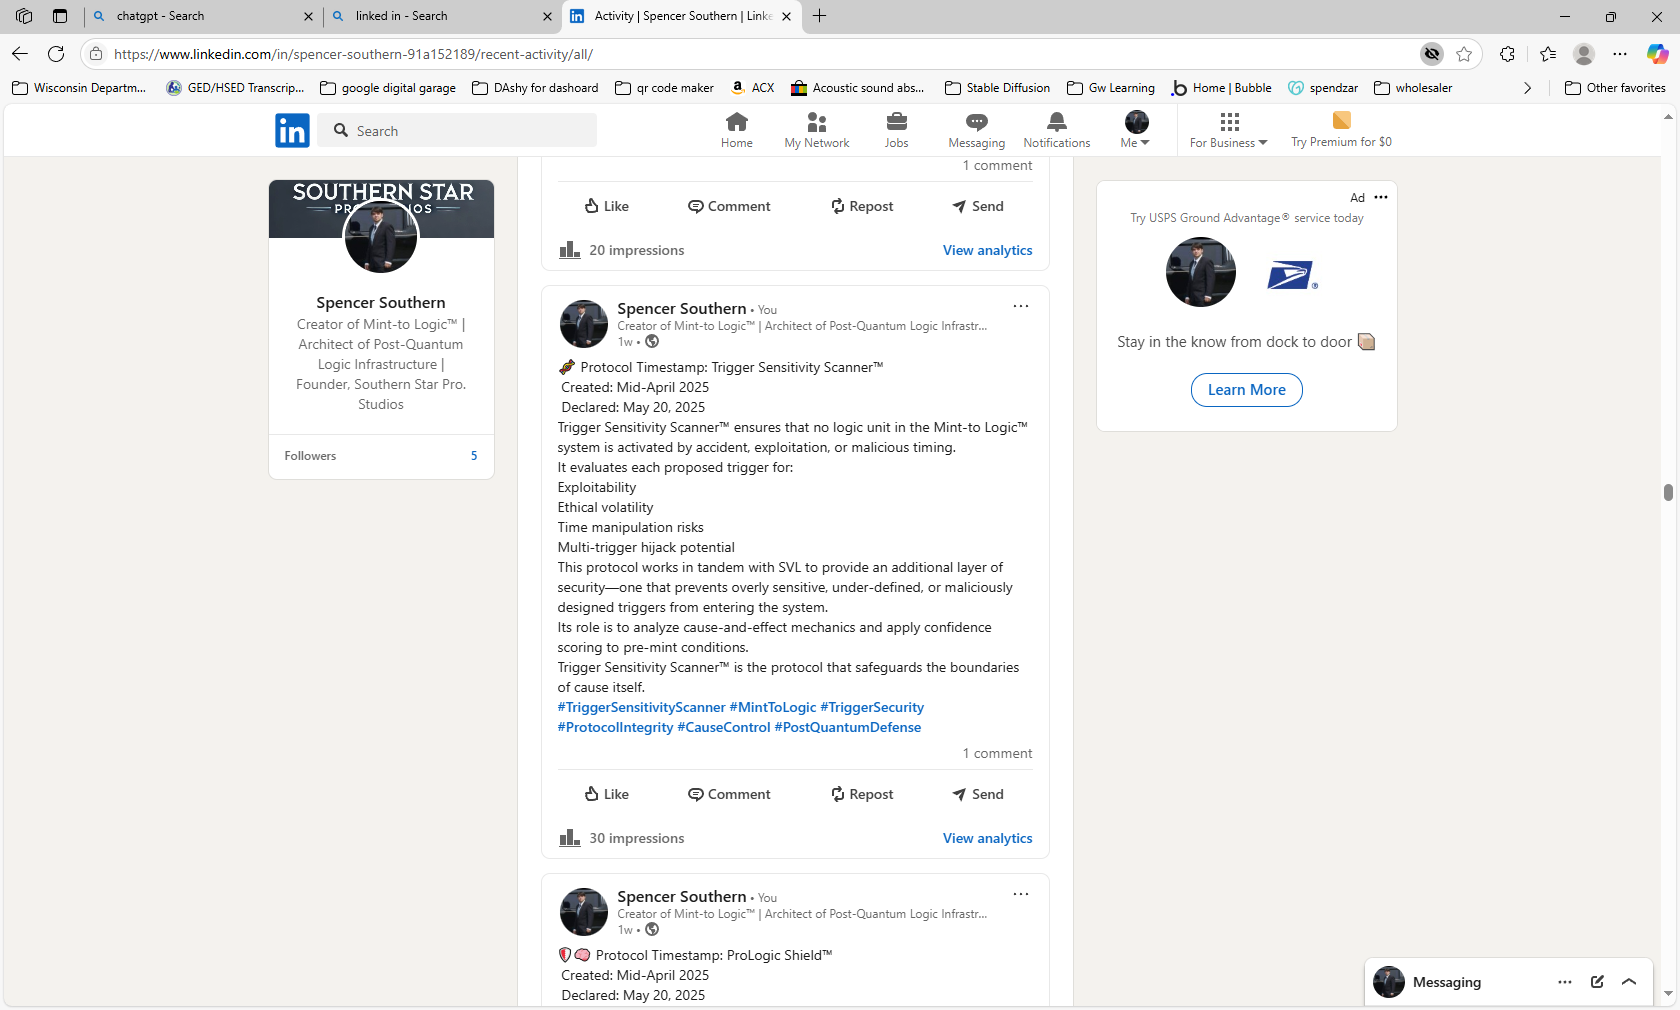 chatgpt - Search
linked in - Search
Activity | Spencer Southern | Linke
https://www.linkedin.com/in/spencer-southern-91a152189/recent-activity/all/
Wisconsin Departm...
GED/HSED Transcrip...
google digital garage
DAshy for dashoard
qr code maker
ACX
Acoustic sound abs...
Stable Diffusion
Gw Learning
Home | Bubble
spendzar
wholesaler
Other favorites
in
Search
Home
My Network
Jobs
Messaging
Notifications
Me
For Business
Try Premium for $0
SOUTHERN STAR
Spencer Southern
Creator of Mint-to Logic™ |
Architect of Post-Quantum
Logic Infrastructure |
Founder, Southern Star Pro.
Studios
Followers 5
1 comment
Like Comment Repost Send
20 impressions View analytics
Spencer Southern • You
Creator of Mint-to Logic™ | Architect of Post-Quantum Logic Infrastr...
1w •
Protocol Timestamp: Trigger Sensitivity Scanner™
Created: Mid-April 2025
Declared: May 20, 2025
Trigger Sensitivity Scanner™ ensures that no logic unit in the Mint-to Logic™
system is activated by accident, exploitation, or malicious timing.
It evaluates each proposed trigger for:
Exploitability
Ethical volatility
Time manipulation risks
Multi-trigger hijack potential
This protocol works in tandem with SVL to provide an additional layer of
security—one that prevents overly sensitive, under-defined, or maliciously
designed triggers from entering the system.
Its role is to analyze cause-and-effect mechanics and apply confidence
scoring to pre-mint conditions.
Trigger Sensitivity Scanner™ is the protocol that safeguards the boundaries
of cause itself.
#TriggerSensitivityScanner #MintToLogic #TriggerSecurity
#ProtocolIntegrity #CauseControl #PostQuantumDefense
1 comment
Like Comment Repost Send
30 impressions View analytics
Spencer Southern • You
Creator of Mint-to Logic™ | Architect of Post-Quantum Logic Infrastr...
1w •
Protocol Timestamp: ProLogic Shield™
Created: Mid-April 2025
Declared: May 20, 2025
Ad
Try USPS Ground Advantage® service today
Stay in the know from dock to door
Learn More
Messaging